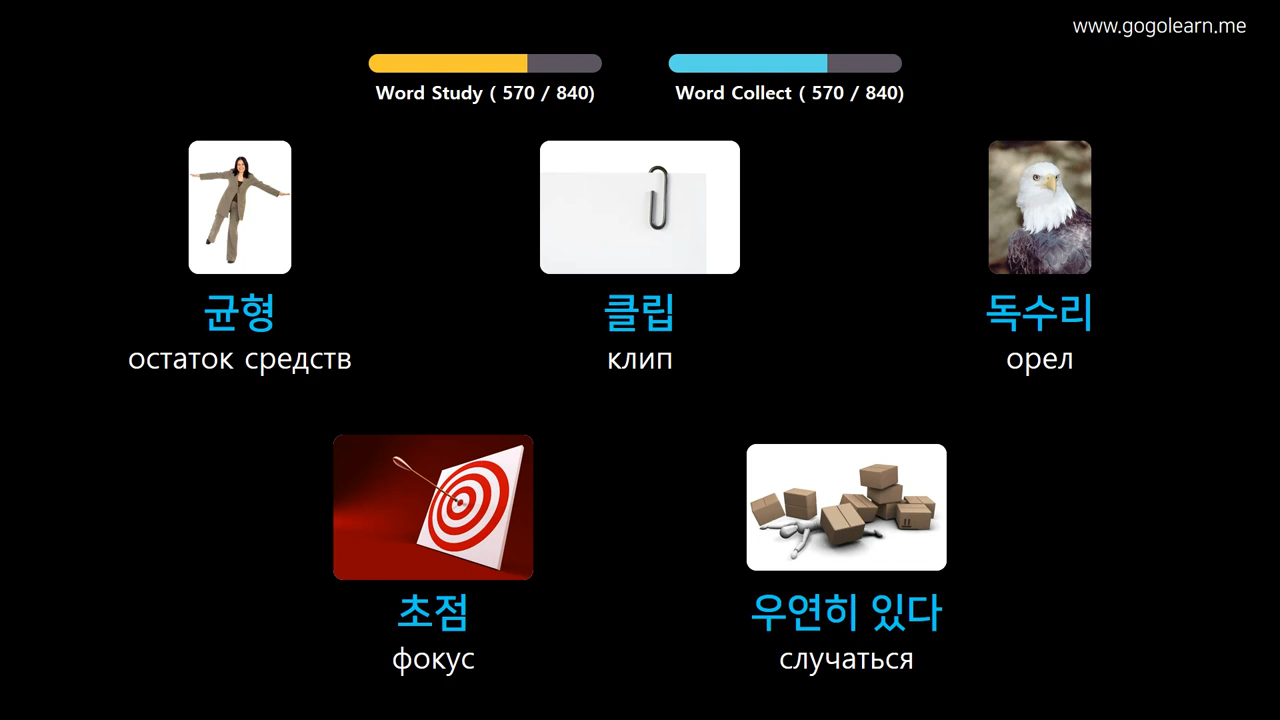 www.gogolearn.me
Word Study ( 570 / 840)
Word Collect ( 570 / 840)
균형
остаток средств
클립
клип
독수리
орел
초점
фокус
우연히 있다
случаться